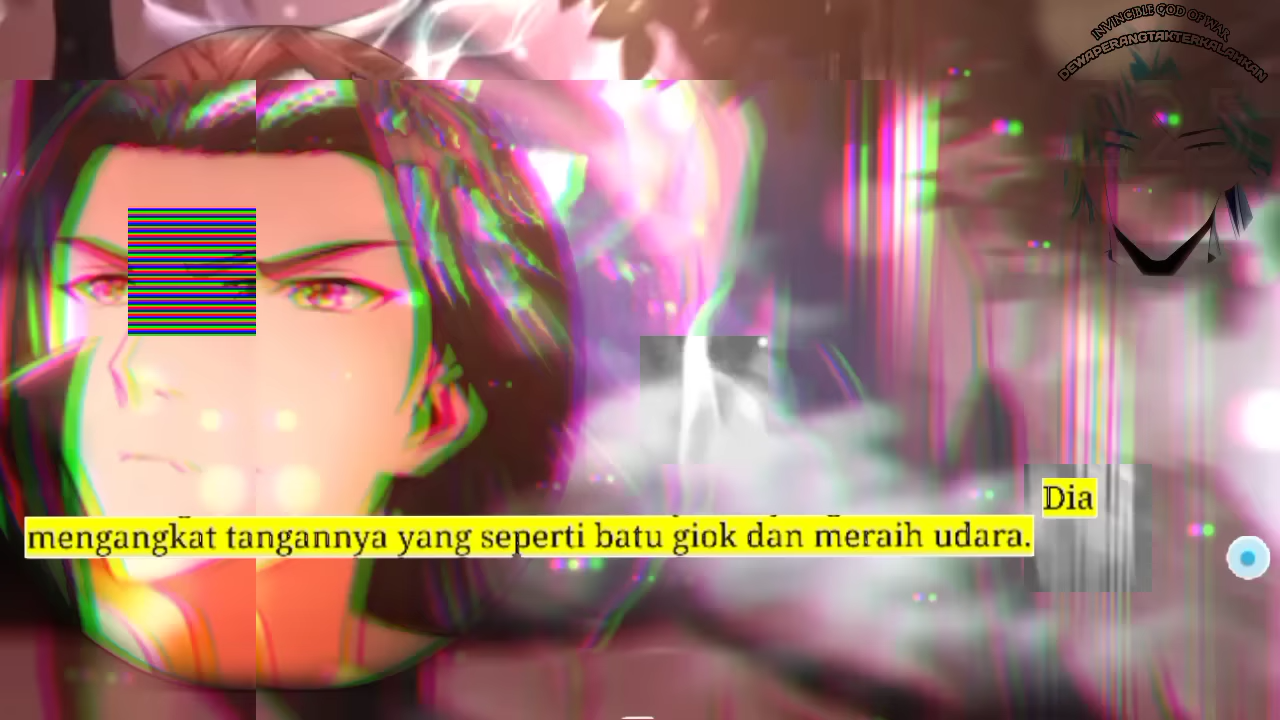 INVINCIBLE GOD OF WAR
DEWAPERANGTAKTERKALAHKAN
Dia
mengangkat tangannya yang seperti batu giok dan meraih udara.